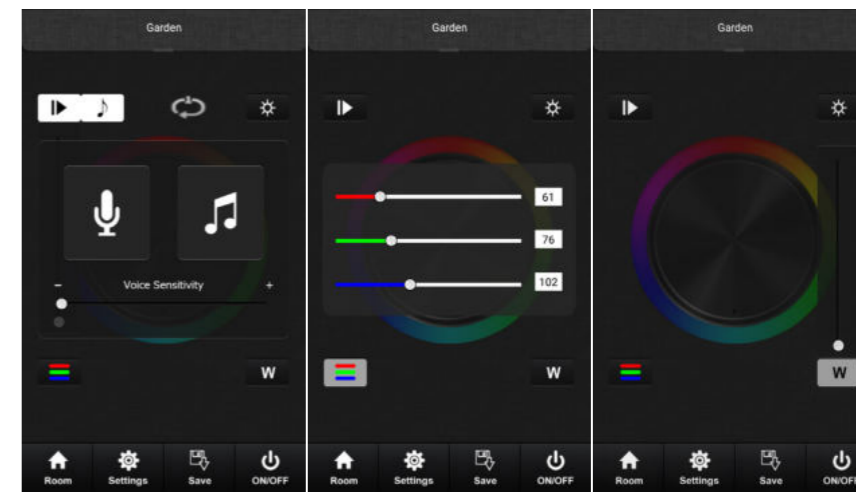 Garden
Garden
Garden
61
76
- Voice Sensitivity +
102
W
W
W
Room Settings Save ON/OFF
Room Settings Save ON/OFF
Room Settings Save ON/OFF